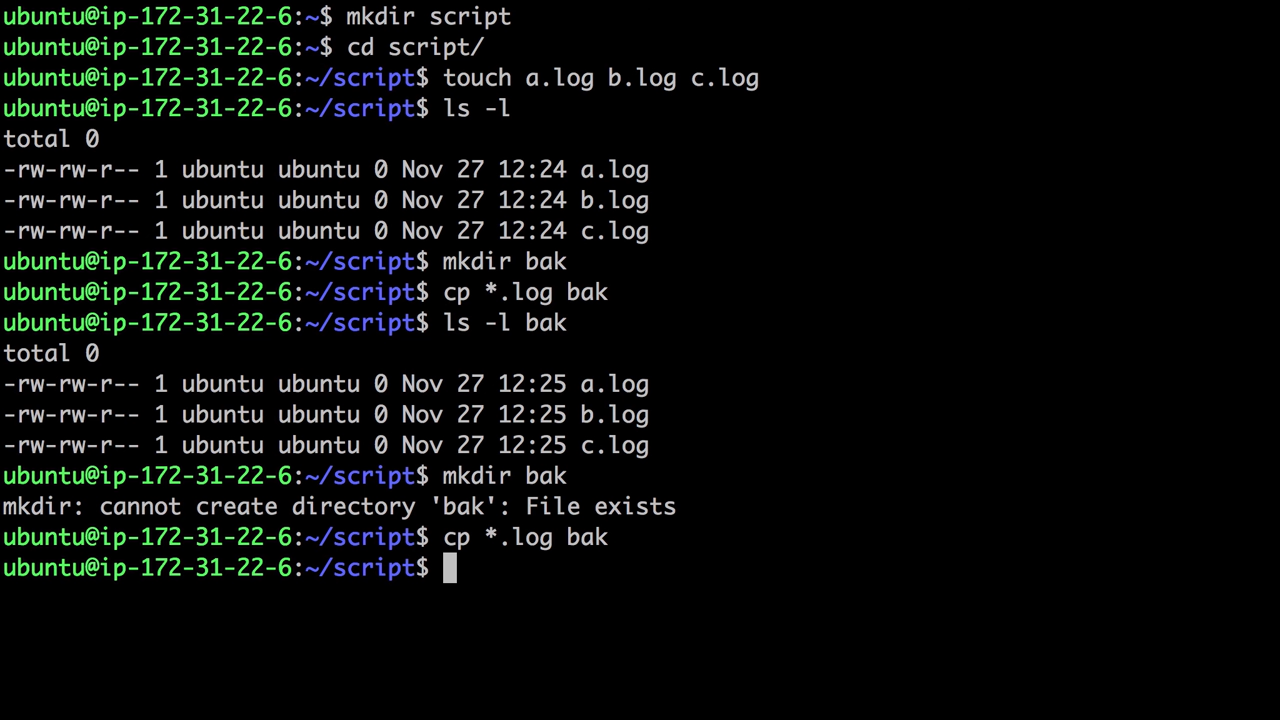 ubuntu@ip-172-31-22-6:~$ mkdir script
ubuntu@ip-172-31-22-6:~$ cd script/
ubuntu@ip-172-31-22-6:~/script$ touch a.log b.log c.log
ubuntu@ip-172-31-22-6:~/script$ ls -l
total 0
-rw-rw-r-- 1 ubuntu ubuntu 0 Nov 27 12:24 a.log
-rw-rw-r-- 1 ubuntu ubuntu 0 Nov 27 12:24 b.log
-rw-rw-r-- 1 ubuntu ubuntu 0 Nov 27 12:24 c.log
ubuntu@ip-172-31-22-6:~/script$ mkdir bak
ubuntu@ip-172-31-22-6:~/script$ cp *.log bak
ubuntu@ip-172-31-22-6:~/script$ ls -l bak
total 0
-rw-rw-r-- 1 ubuntu ubuntu 0 Nov 27 12:25 a.log
-rw-rw-r-- 1 ubuntu ubuntu 0 Nov 27 12:25 b.log
-rw-rw-r-- 1 ubuntu ubuntu 0 Nov 27 12:25 c.log
ubuntu@ip-172-31-22-6:~/script$ mkdir bak
mkdir: cannot create directory 'bak': File exists
ubuntu@ip-172-31-22-6:~/script$ cp *.log bak
ubuntu@ip-172-31-22-6:~/script$